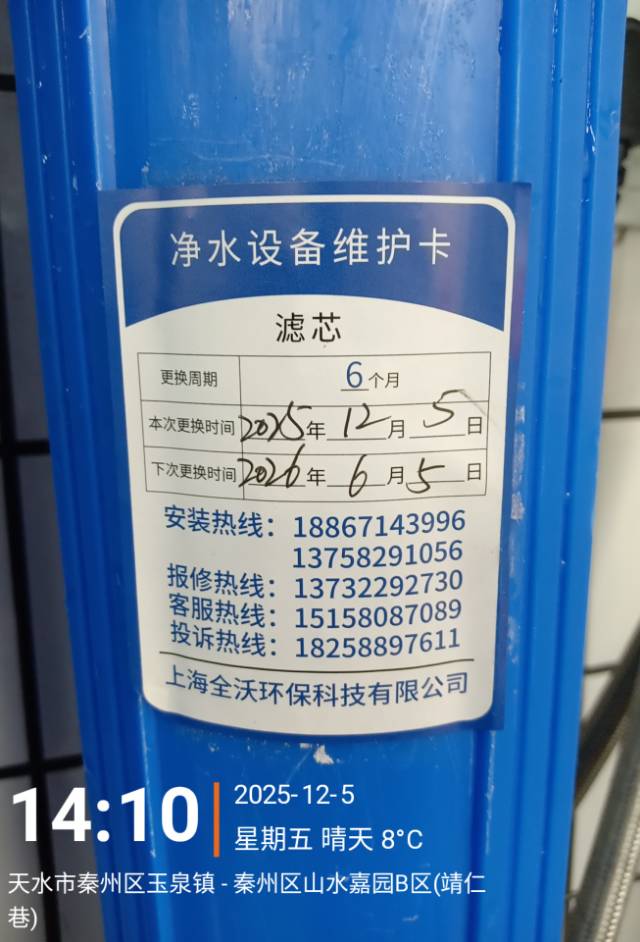 净水设备维护卡
滤芯
更换周期 6个月
本次更换时间 2025年 12月 5日
下次更换时间 2026年 6月 5日
安装热线：18867143996
13758291056
报修热线：13732292730
客服热线：15158087089
投诉热线：18258897611
上海全沃环保科技有限公司
14:10
2025-12-5
星期五 晴天 8°C
天水市秦州区玉泉镇 - 秦州区山水嘉园B区(靖仁
巷)